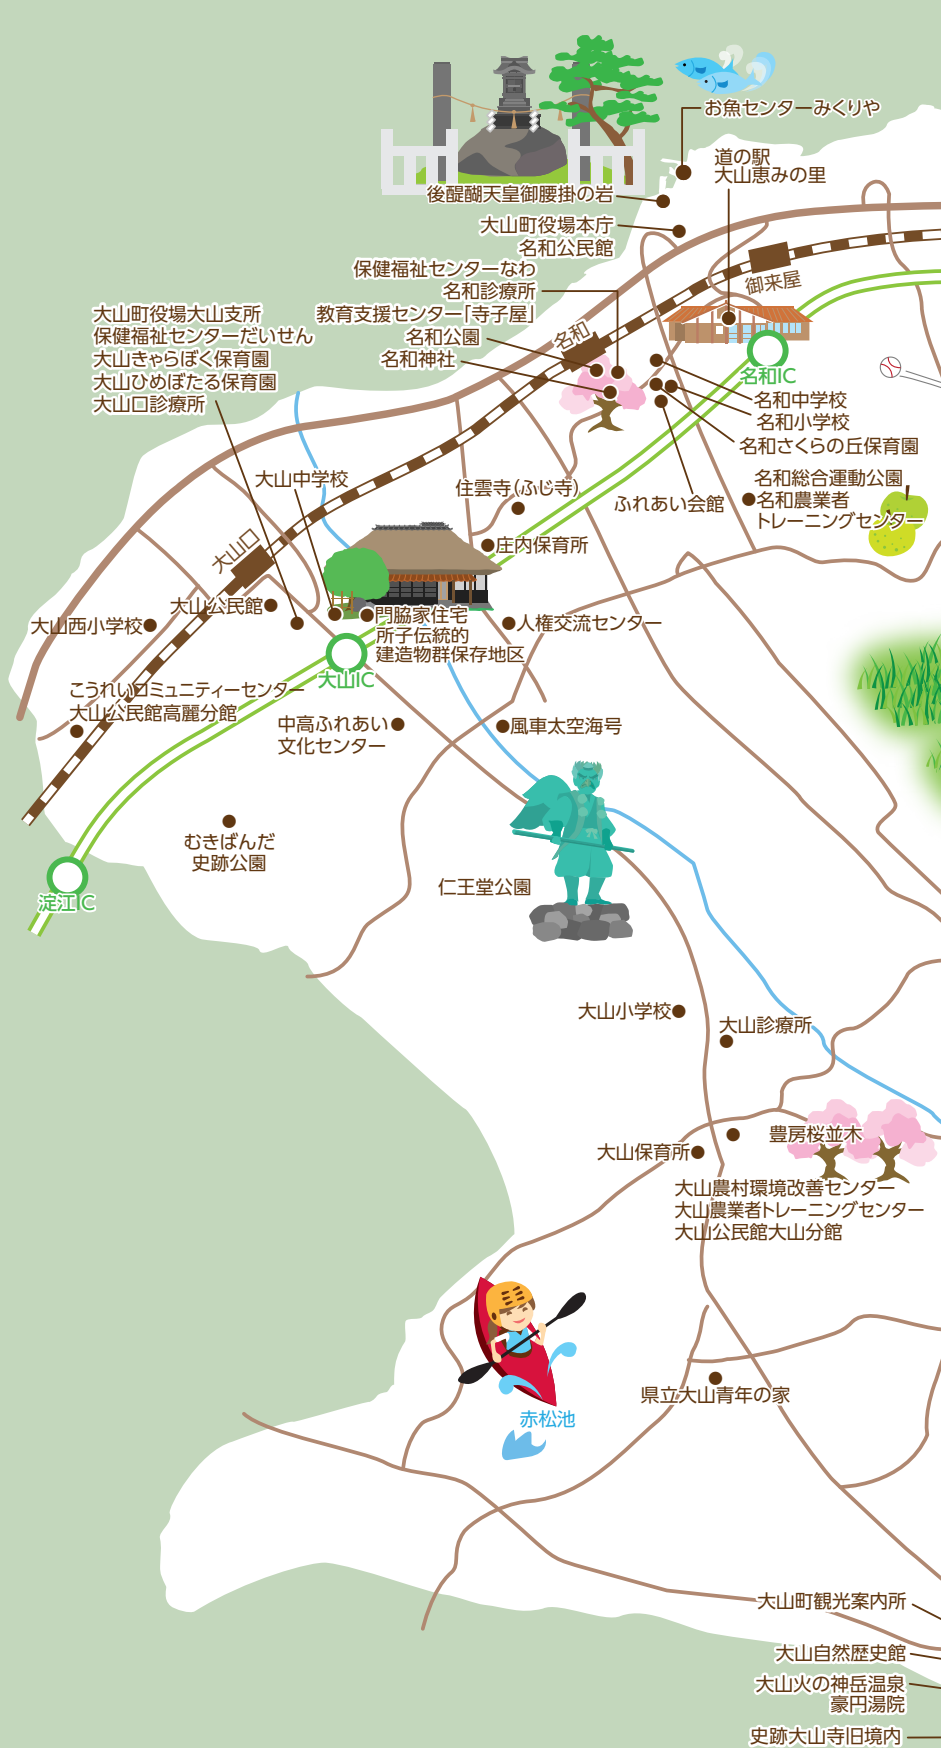 お魚センターみくりや
道の駅
大山恵みの里
後醍醐天皇御腰掛の岩
大山町役場本庁
名和公民館
御来屋
保健福祉センターなわ
名和診療所
教育支援センター「寺子屋」
名和公園
名和神社
名和
名和IC
大山町役場大山支所
保健福祉センターだいせん
大山きゃらぼく保育園
大山ひめぼたる保育園
大山口診療所
名和中学校
名和小学校
名和さくらの丘保育園
大山中学校
住雲寺(ふじ寺)
ふれあい会館
名和総合運動公園
名和農業者
トレーニングセンター
大山口
庄内保育所
大山公民館
大山西小学校
門脇家住宅
所子伝統的
建造物群保存地区
人権交流センター
大山IC
こうれいコミュニティーセンター
大山公民館高麗分館
中高ふれあい
文化センター
風車太空海号
むきばんだ
史跡公園
仁王堂公園
淀江IC
大山小学校
大山診療所
豊房桜並木
大山保育所
大山農村環境改善センター
大山農業者トレーニングセンター
大山公民館大山分館
県立大山青年の家
赤松池
大山町観光案内所
大山自然歴史館
大山火の神岳温泉
豪円湯院
史跡大山寺旧境内